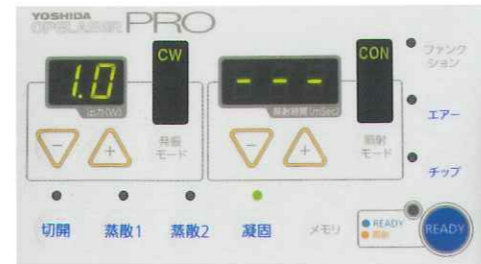 YOSHIDA
OPELASER PRO
1.0
出力(W)
CW
発振
モード
---
照射時間(mSec)
CON
照射
モード
ファンク
ション
エアー
チップ
切開
蒸散1
蒸散2
凝固
メモリ
READY
照射
READY